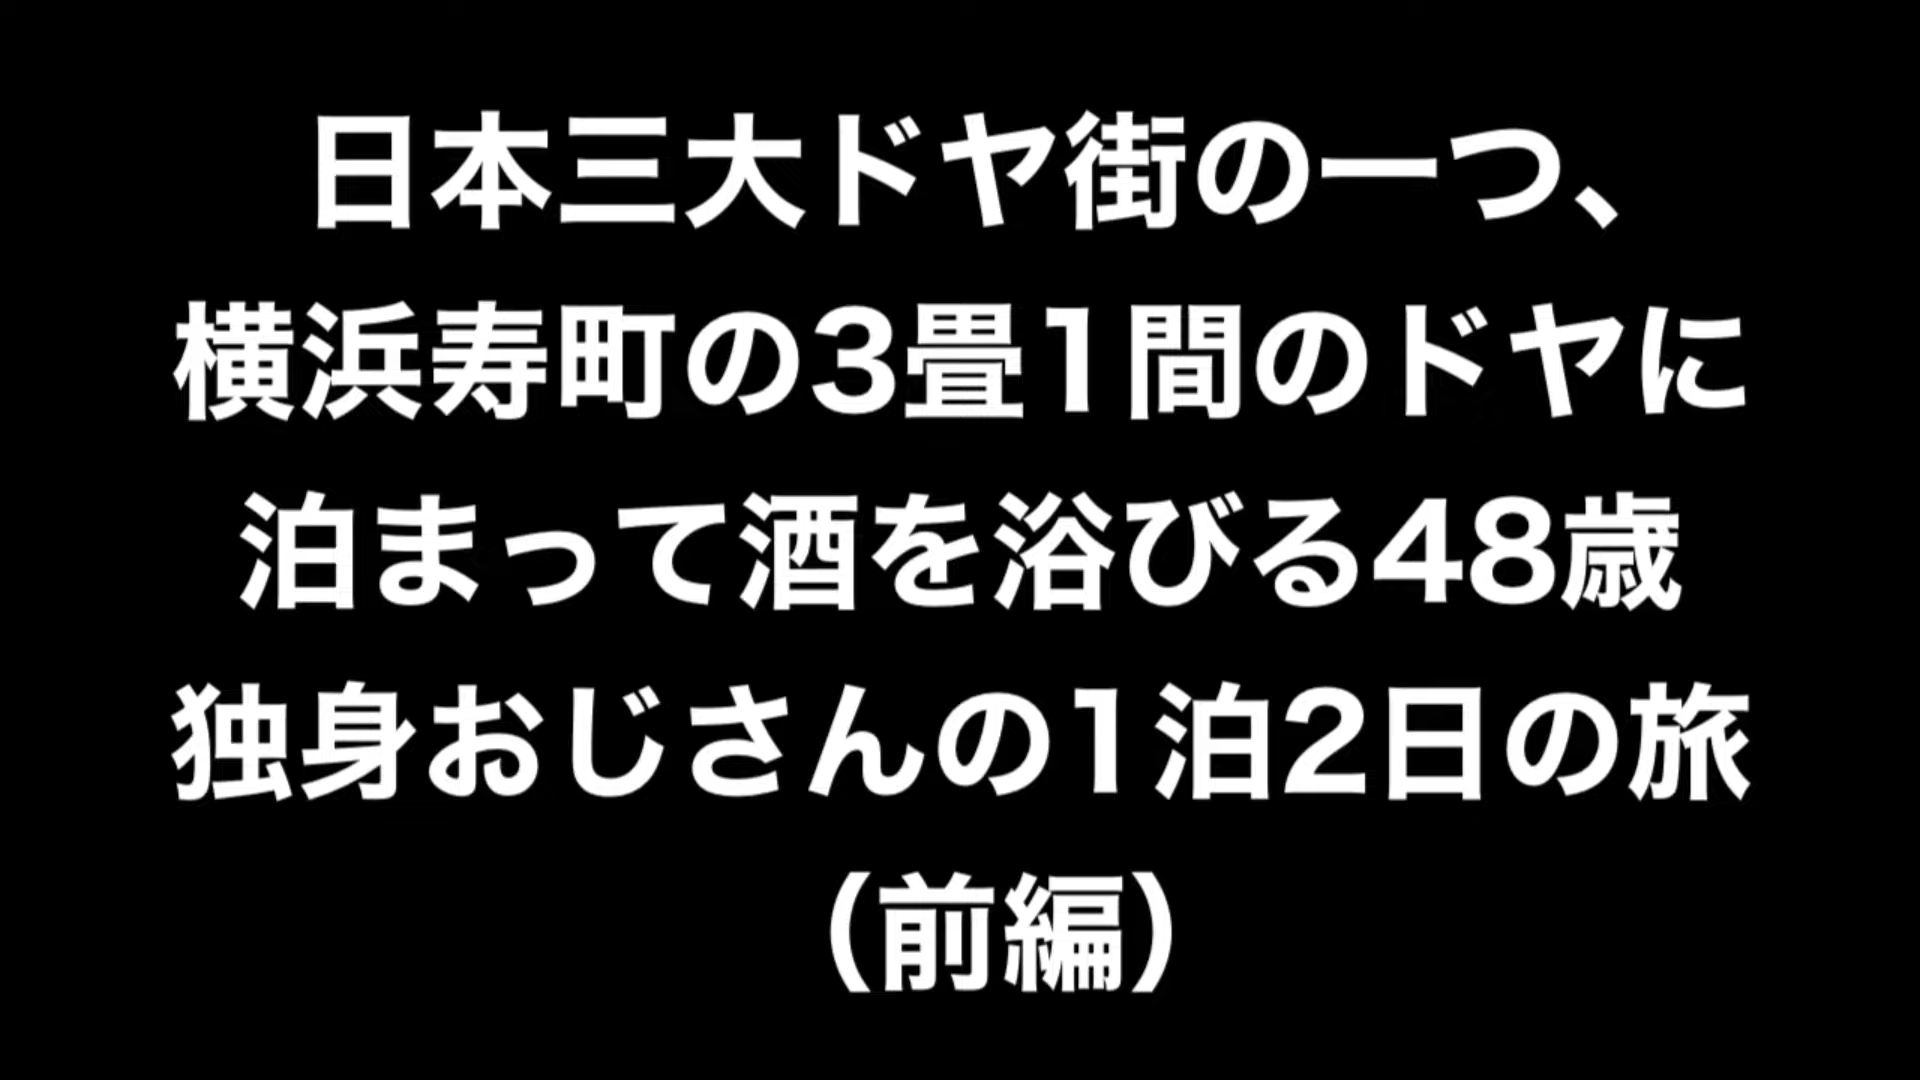 日本三大ドヤ街の一つ、
横浜寿町の3畳1間のドヤに
泊まって酒を浴びる48歳
独身おじさんの1泊2日の旅
（前編）